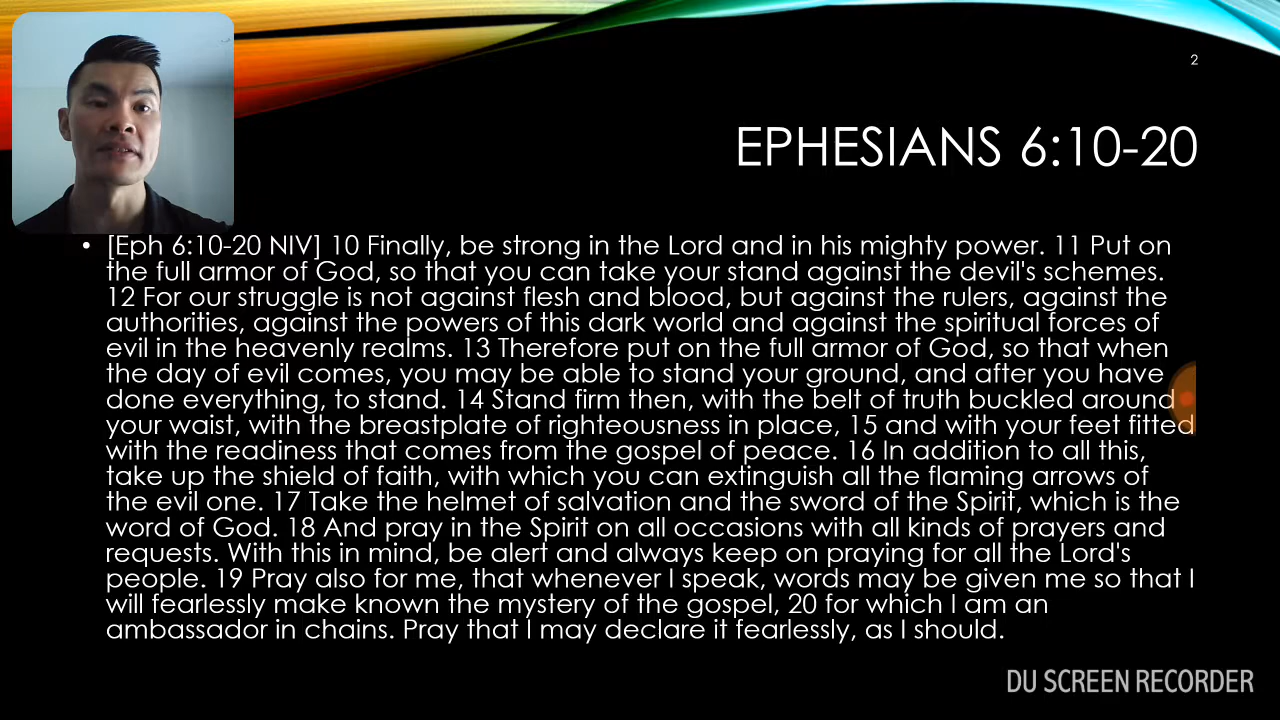 2
EPHESIANS 6:10-20
• [Eph 6:10-20 NIV] 10 Finally, be strong in the Lord and in his mighty power. 11 Put on
the full armor of God, so that you can take your stand against the devil's schemes.
12 For our struggle is not against flesh and blood, but against the rulers, against the
authorities, against the powers of this dark world and against the spiritual forces of
evil in the heavenly realms. 13 Therefore put on the full armor of God, so that when
the day of evil comes, you may be able to stand your ground, and after you have
done everything, to stand. 14 Stand firm then, with the belt of truth buckled around
your waist, with the breastplate of righteousness in place, 15 and with your feet fitted
with the readiness that comes from the gospel of peace. 16 In addition to all this,
take up the shield of faith, with which you can extinguish all the flaming arrows of
the evil one. 17 Take the helmet of salvation and the sword of the Spirit, which is the
word of God. 18 And pray in the Spirit on all occasions with all kinds of prayers and
requests. With this in mind, be alert and always keep on praying for all the Lord's
people. 19 Pray also for me, that whenever I speak, words may be given me so that I
will fearlessly make known the mystery of the gospel, 20 for which I am an
ambassador in chains. Pray that I may declare it fearlessly, as I should.
DU SCREEN RECORDER